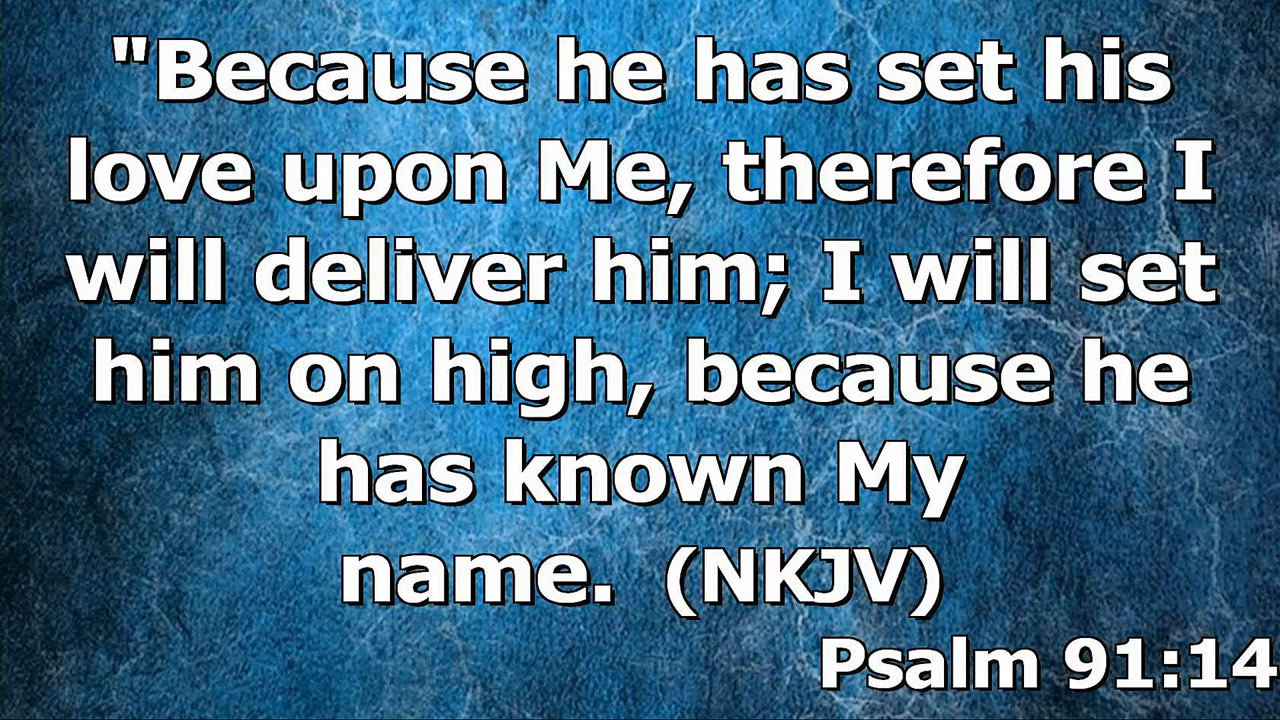 "Because he has set his
love upon Me, therefore I
will deliver him; I will set
him on high, because he
has known My
name.  (NKJV)
Psalm 91:14